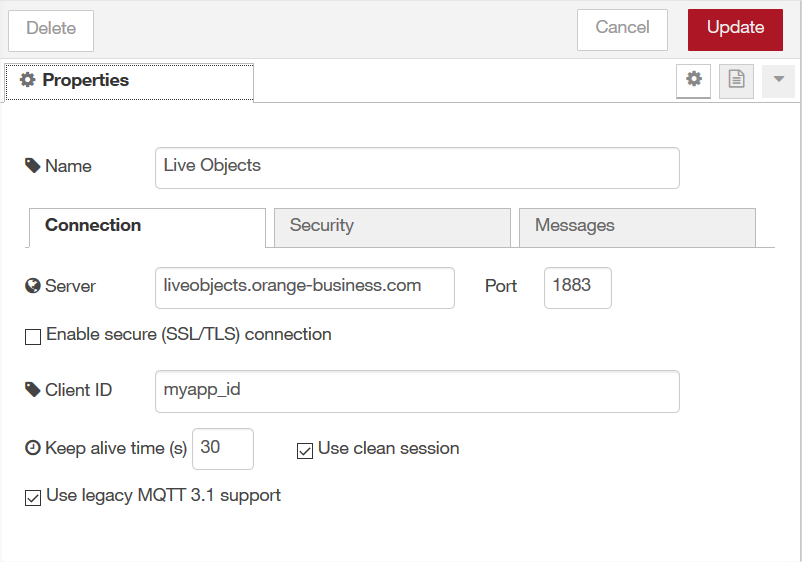 Delete Cancel Update
Properties
Name Live Objects
Connection Security Messages
Server liveobjects.orange-business.com Port 1883
Enable secure (SSL/TLS) connection
Client ID myapp_id
Keep alive time (s) 30 Use clean session
Use legacy MQTT 3.1 support